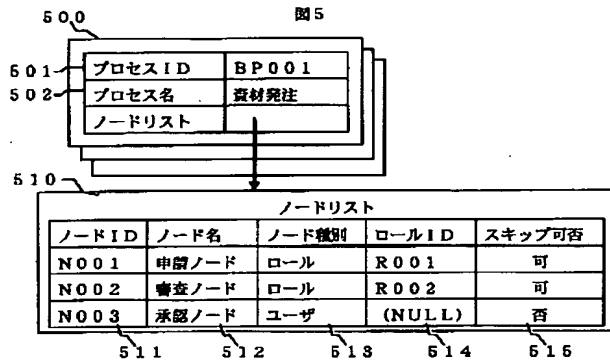 図5
500
501
プロセスID BP001
502
プロセス名 資材発注
ノードリスト
510
ノードリスト
ノードID ノード名 ノード種別 ロールID スキップ可否
N001 申請ノード ロール R001 可
N002 審査ノード ロール R002 可
N003 承認ノード ユーザ (NULL) 否
511 512 513 514 515